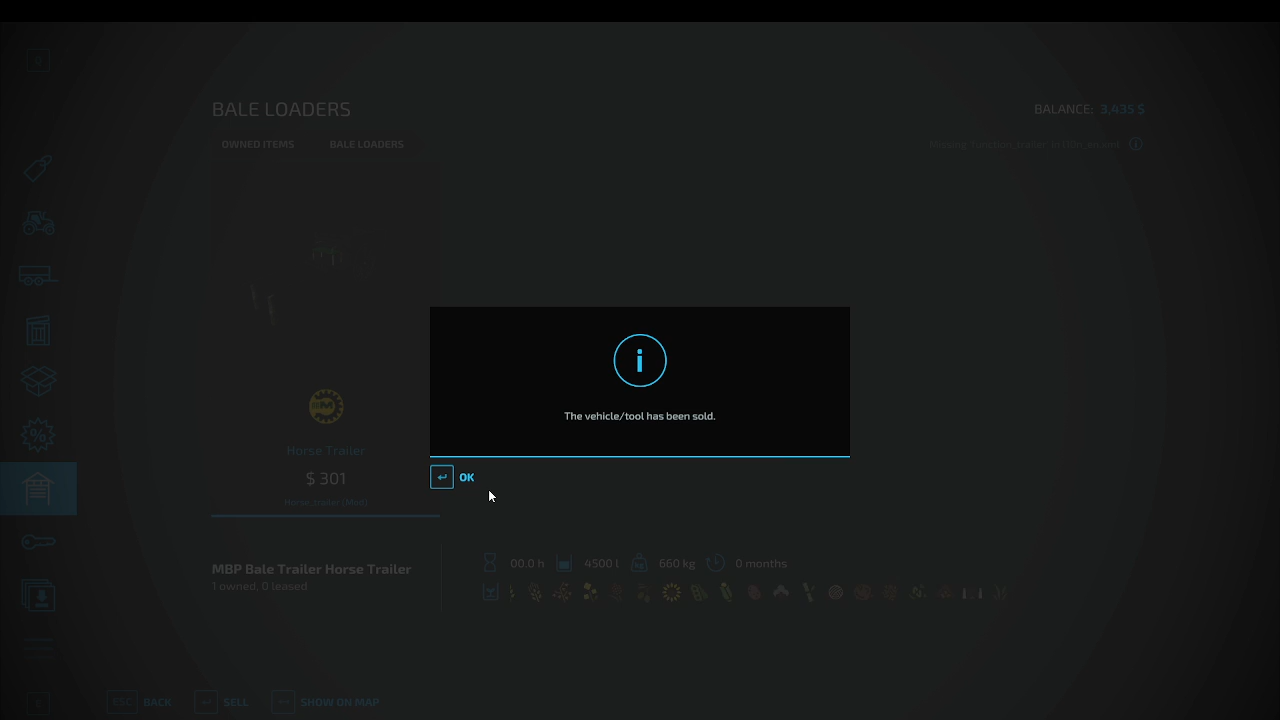 BALE LOADERS
BALANCE: 3,435 $
OWNED ITEMS
BALE LOADERS
The vehicle/tool has been sold.
Horse Trailer
OK
$ 301
Horse_trailer (Mod)
MBP Bale Trailer Horse Trailer
1 owned, 0 leased
00.0 h
4500 l
660 kg
0 months
ESC BACK
SELL
SHOW ON MAP